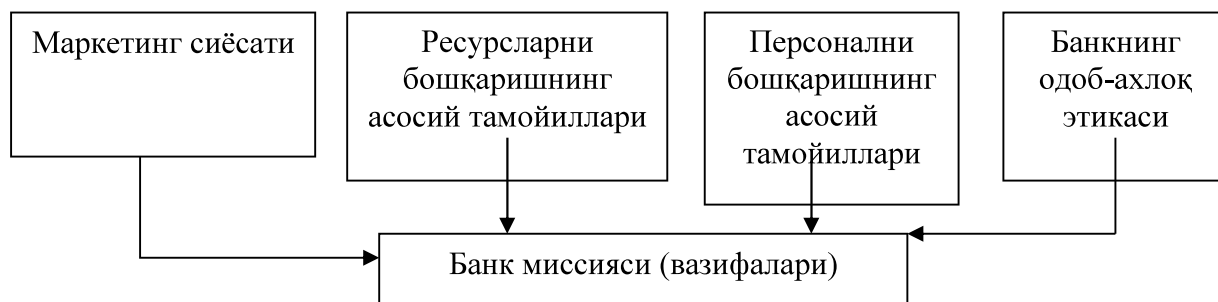 Маркетинг сиёсати
Ресурсларни
бошқаришнинг
асосий тамойиллари
Персонални
бошқаришнинг
асосий
тамойиллари
Банкнинг
одоб-ахлоқ
этикаси
Банк миссияси (вазифалари)